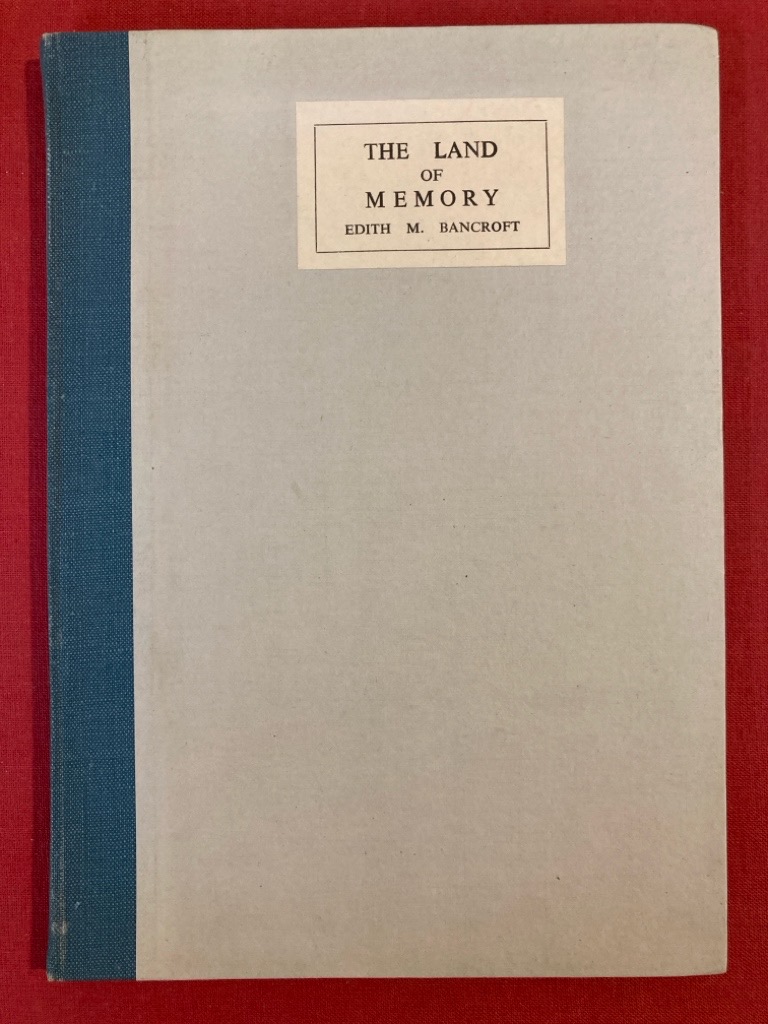 THE LAND
OF
MEMORY
EDITH M. BANCROFT